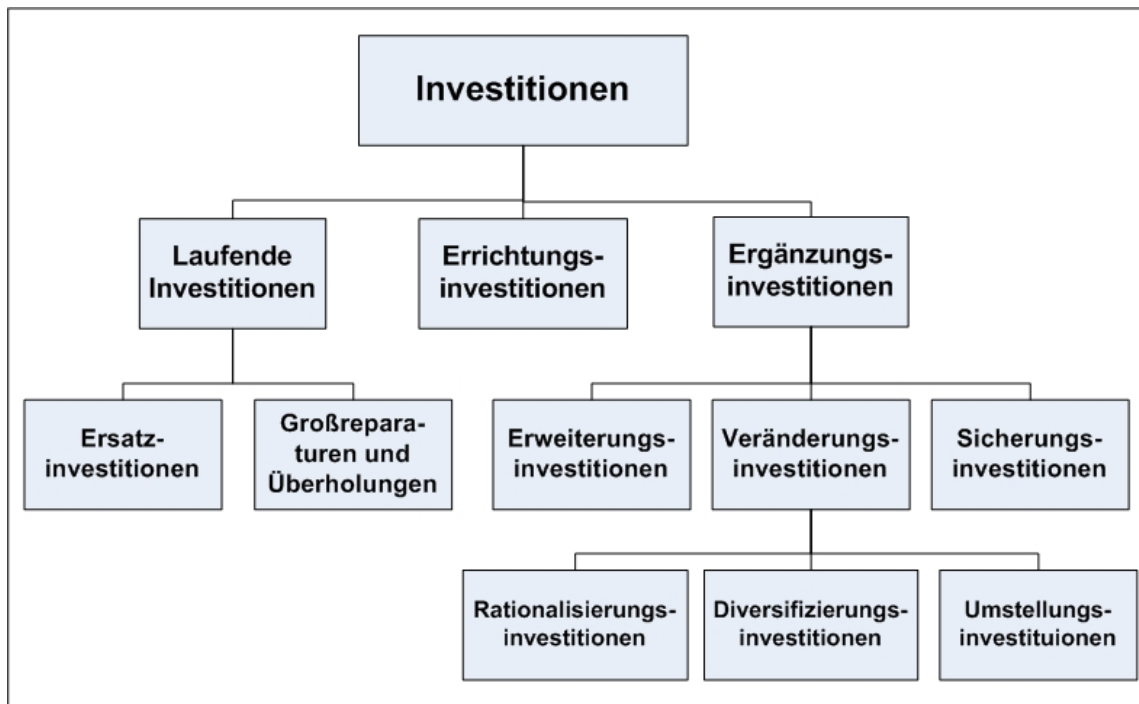 Investitionen
Laufende
Investitionen
Errichtungs-
investitionen
Ergänzungs-
investitionen
Ersatz-
investitionen
Großrepara-
turen und
Überholungen
Erweiterungs-
investitionen
Veränderungs-
investitionen
Sicherungs-
investitionen
Rationalisierungs-
investitionen
Diversifizierungs-
investitionen
Umstellungs-
investituionen